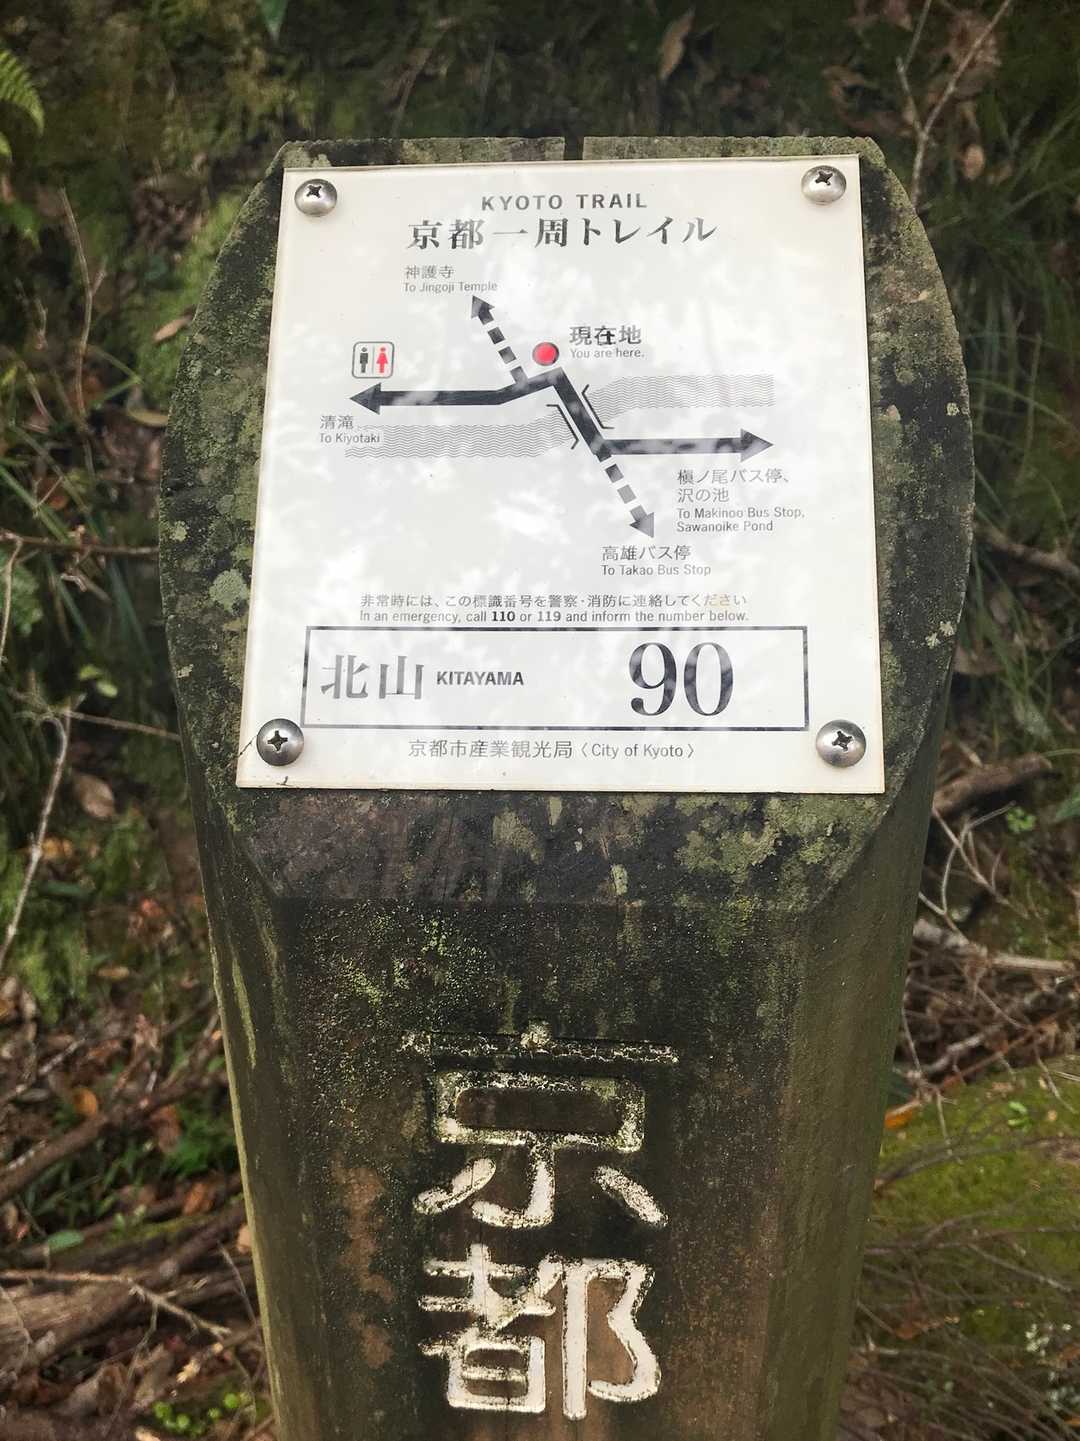 KYOTO TRAIL
京都一周トレイル
神護寺
To Jingoji Temple
現在地
You are here.
清滝
To Kiyotaki
槇ノ尾バス停、
沢の池
To Makinoo Bus Stop,
Sawanoike Pond
高雄バス停
To Takao Bus Stop
非常時には、この標識番号を警察・消防に連絡してください
In an emergency, call 110 or 119 and inform the number below.
北山 KITAYAMA 90
京都市産業観光局〈City of Kyoto〉
京都